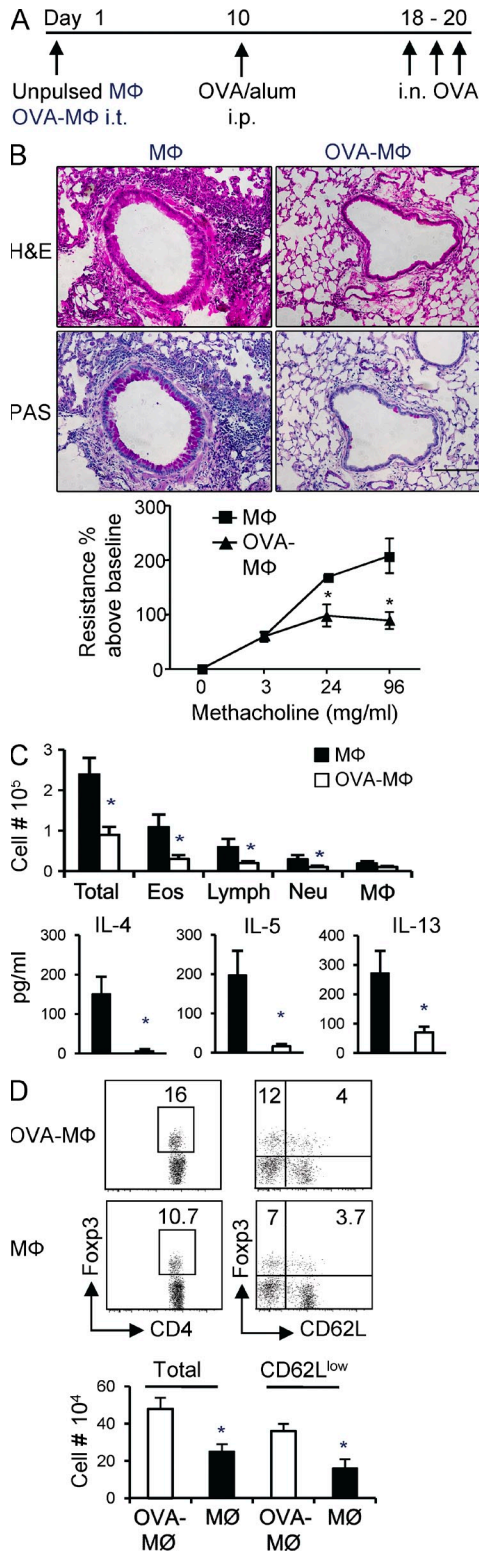 A
Day 1 10 18 - 20
Unpulsed MΦ OVA/alum i.n. OVA
OVA-MΦ i.t. i.p.
B
MΦ OVA-MΦ
H&E
PAS
300
200
100
0
Resistance %
above baseline
MΦ
OVA-
MΦ
*
*
0 3 24 96
Methacholine (mg/ml)
C
3
2
1
0
Cell # 10⁵
MΦ
OVA-MΦ
* * * *
Total Eos Lymph Neu MΦ
IL-4 IL-5 IL-13
pg/ml
300
200
100
0
*
300
200
100
0
*
400
300
200
100
0
*
D
OVA-MΦ
16
12 4
MΦ
10.7
7 3.7
Foxp3
CD4
Foxp3
CD62L
Total CD62Lˡᵒʷ
60
40
20
0
Cell # 10⁴
* *
OVA- MØ OVA- MØ
MØ MØ